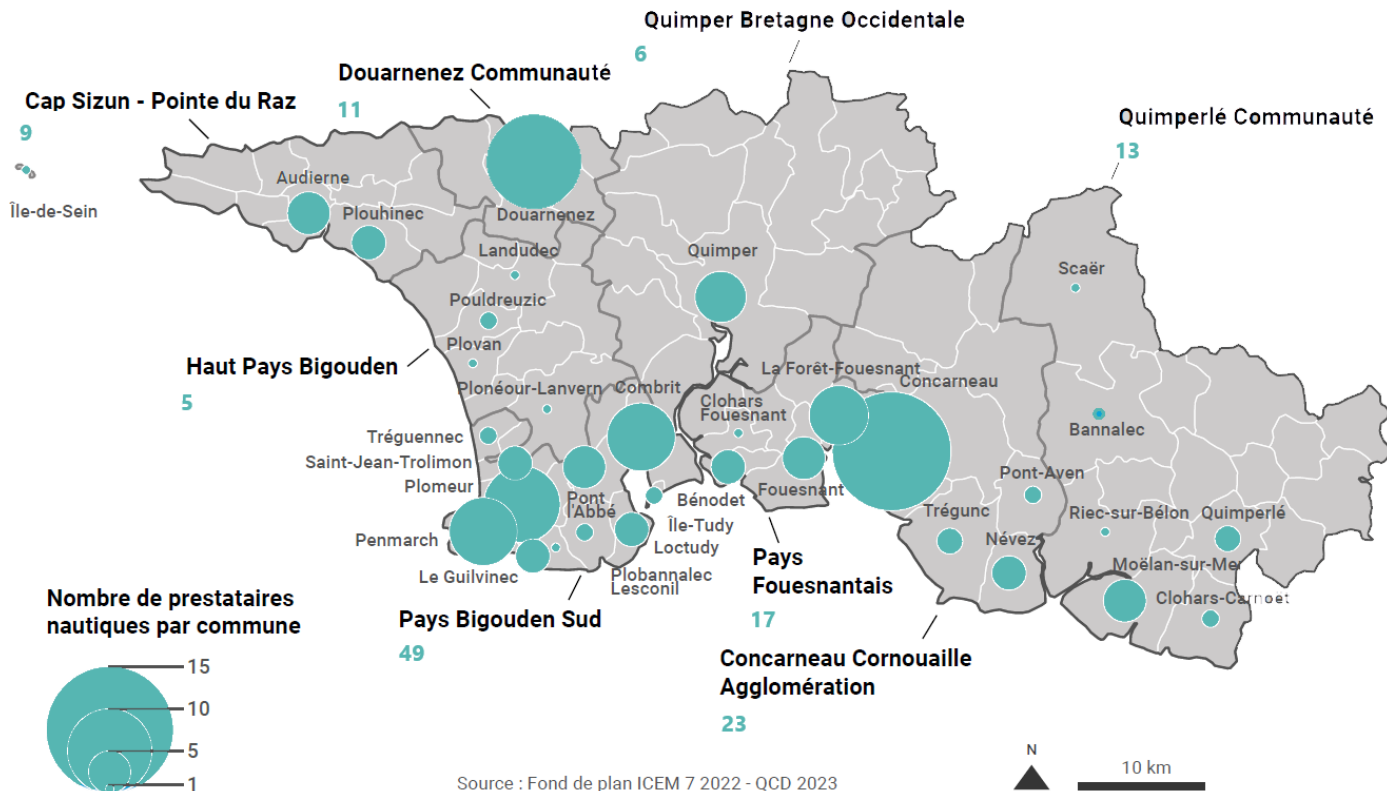 Quimper Bretagne Occidentale
6
Douarnenez Communauté
11
Cap Sizun - Pointe du Raz
9
Quimperlé Communauté
13
Île-de-Sein
Audierne
Plouhinec
Douarnenez
Landudec
Quimper
Scaër
Pouldreuzic
Plovan
Haut Pays Bigouden
5
Plonéour-Lanvern
Combrit
La Forêt-Fouesnant
Concarneau
Clohars
Fouesnant
Bannalec
Tréguennec
Saint-Jean-Trolimon
Plomeur
Pont
l'Abbé
Bénodet
Fouesnant
Pont-Aven
Trégunc
Riec-sur-Bélon
Quimperlé
Penmarch
Île-Tudy
Loctudy
Névez
Le Guilvinec
Plobannalec
Lesconil
Moëlan-sur-Mer
Clohars-Carnoet
Pays
Fouesnantais
17
Pays Bigouden Sud
49
Concarneau Cornouaille
Agglomération
23
Nombre de prestataires
nautiques par commune
15
10
5
1
Source : Fond de plan ICEM 7 2022 - QCD 2023
N
10 km